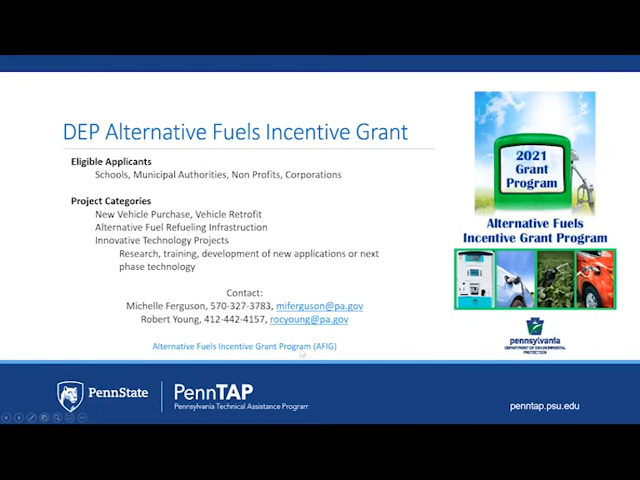 DEP Alternative Fuels Incentive Grant
Eligible Applicants
Schools, Municipal Authorities, Non Profits, Corporations
Project Categories
New Vehicle Purchase, Vehicle Retrofit
Alternative Fuel Refueling Infrastructure
Innovative Technology Projects
Research, training, development of new applications or next
phase technology
Contact:
Michelle Ferguson, 570-327-3783, miferguson@pa.gov
Robert Young, 412-442-4157, rocyoung@pa.gov
Alternative Fuels Incentive Grant Program (AFIG)
2021
Grant
Program
Alternative Fuels
Incentive Grant Program
pennsylvania
DEPARTMENT OF ENVIRONMENTAL
PROTECTION
PennState
PennTAP
Pennsylvania Technical Assistance Program
penntap.psu.edu